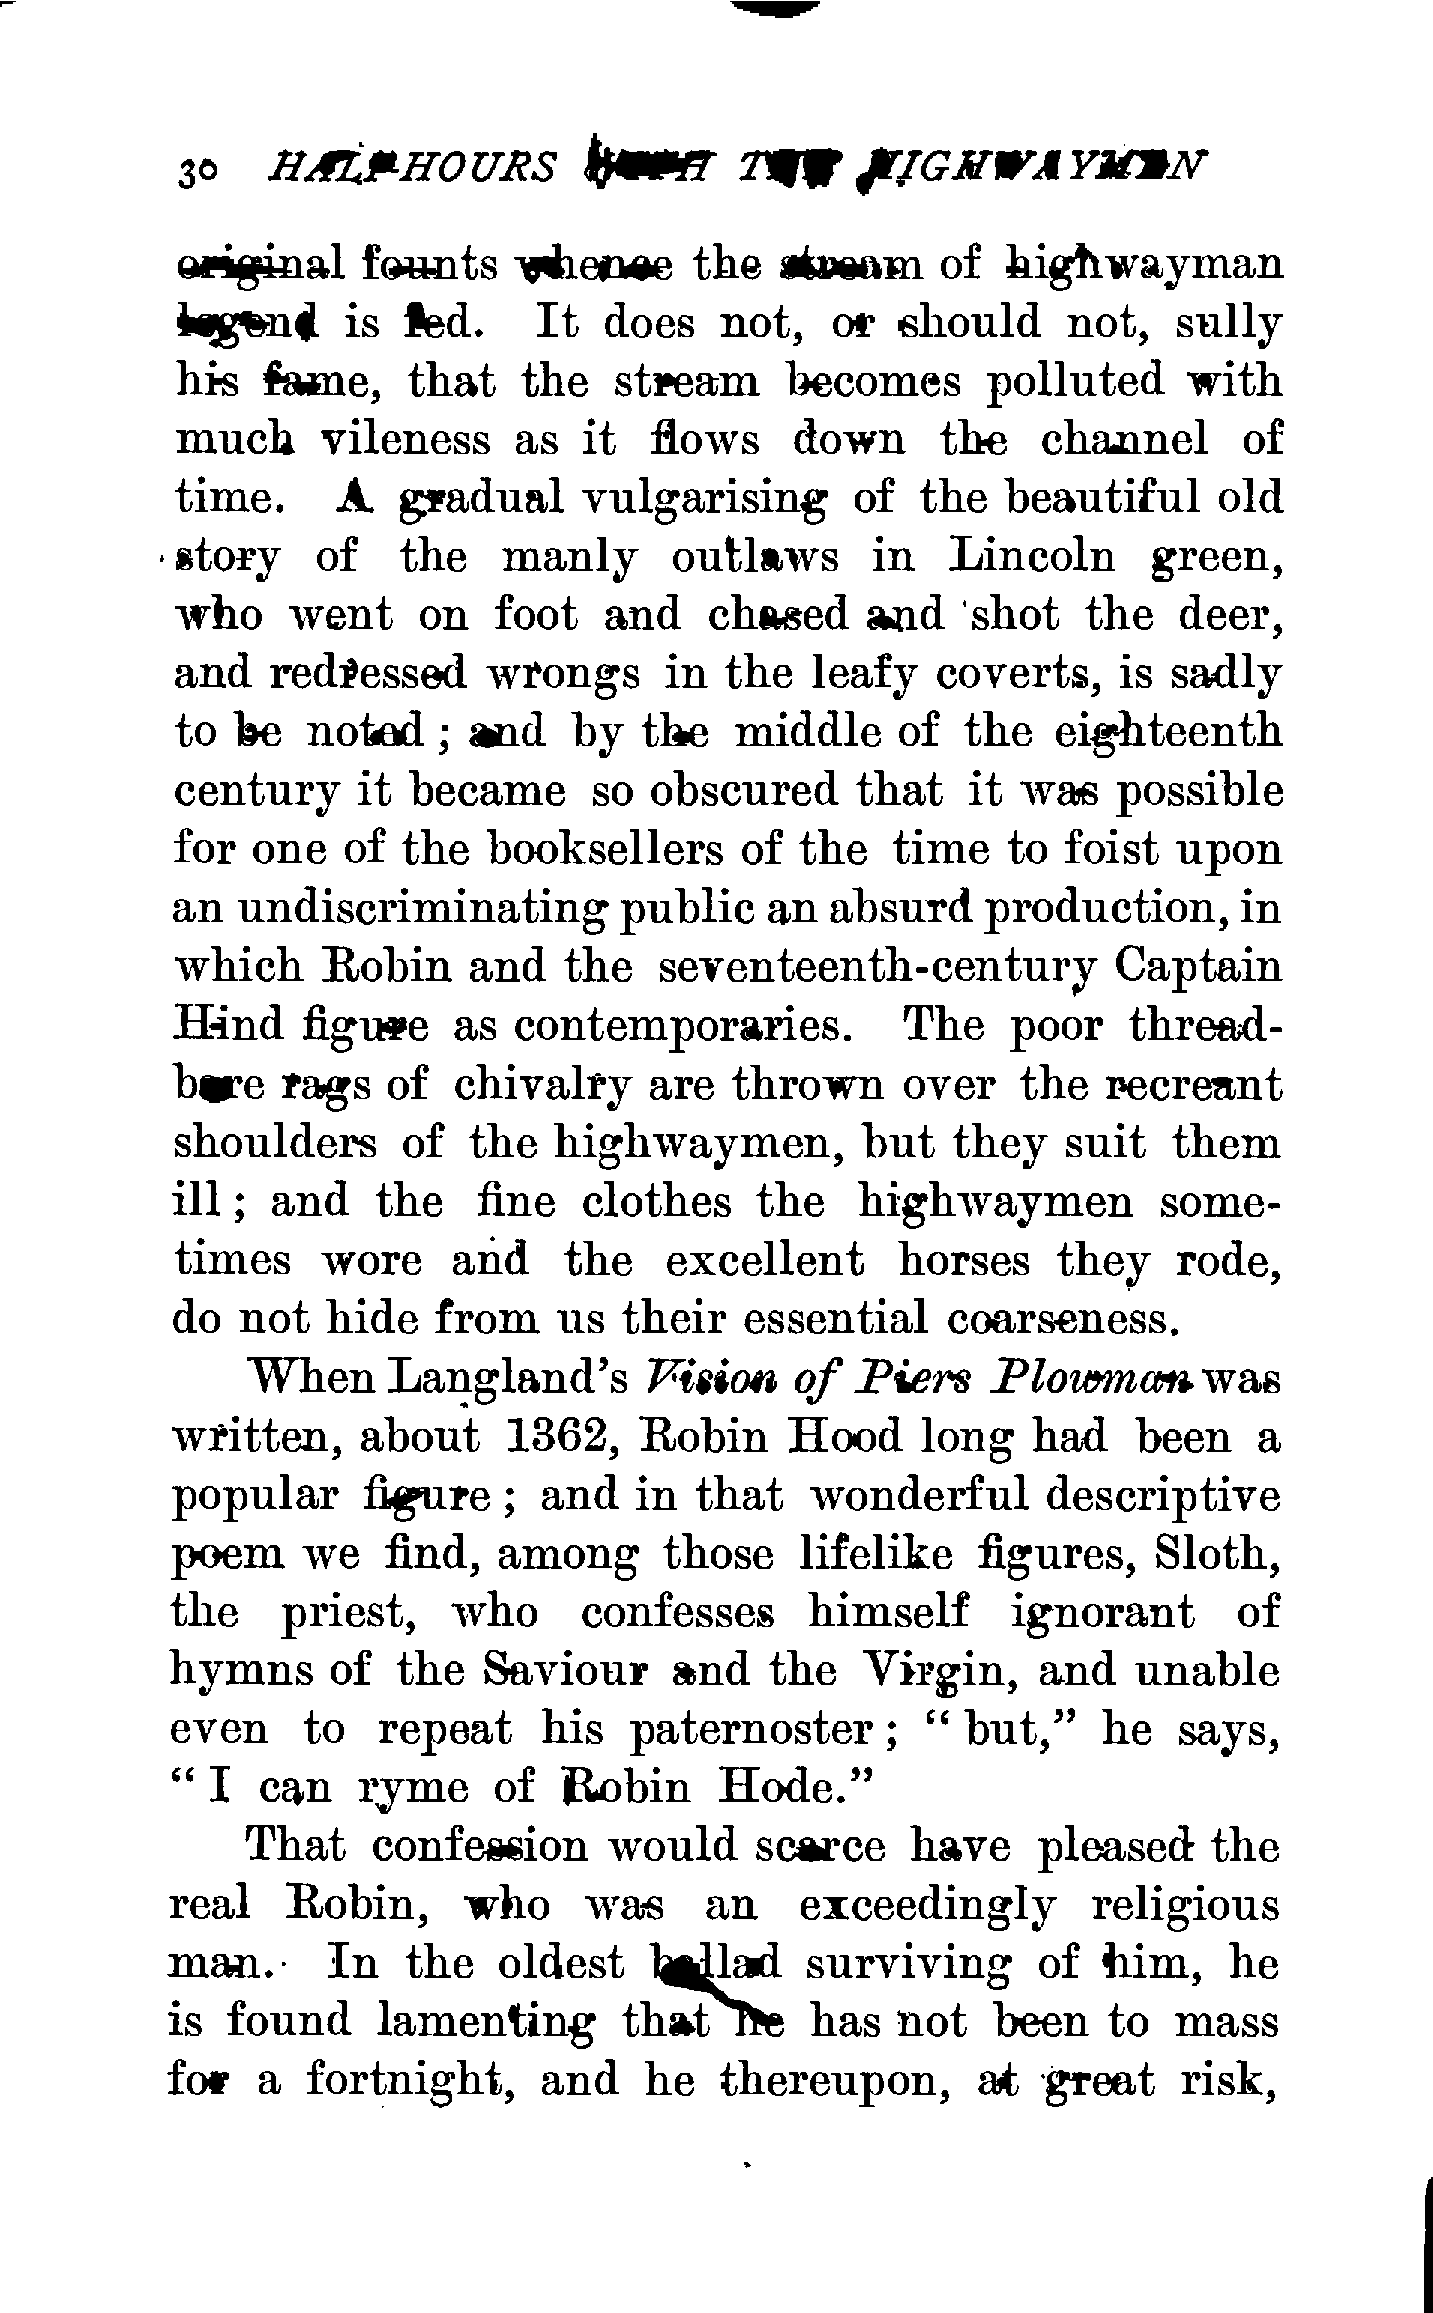 30 HALF-HOURS WITH THE HIGHWAYMEN
original founts whence the stream of highwayman
legend is fed. It does not, or should not, sully
his fame, that the stream becomes polluted with
much vileness as it flows down the channel of
time. A gradual vulgarising of the beautiful old
story of the manly outlaws in Lincoln green,
who went on foot and chased and shot the deer,
and redressed wrongs in the leafy coverts, is sadly
to be noted ; and by the middle of the eighteenth
century it became so obscured that it was possible
for one of the booksellers of the time to foist upon
an undiscriminating public an absurd production, in
which Robin and the seventeenth-century Captain
Hind figure as contemporaries. The poor thread-
bare rags of chivalry are thrown over the recreant
shoulders of the highwaymen, but they suit them
ill ; and the fine clothes the highwaymen some-
times wore and the excellent horses they rode,
do not hide from us their essential coarseness.
When Langland's Vision of Piers Plowman was
written, about 1362, Robin Hood long had been a
popular figure ; and in that wonderful descriptive
poem we find, among those lifelike figures, Sloth,
the priest, who confesses himself ignorant of
hymns of the Saviour and the Virgin, and unable
even to repeat his paternoster ; " but," he says,
" I can ryme of Robin Hode."
That confession would scarce have pleased the
real Robin, who was an exceedingly religious
man. In the oldest ballad surviving of him, he
is found lamenting that he has not been to mass
for a fortnight, and he thereupon, at great risk,